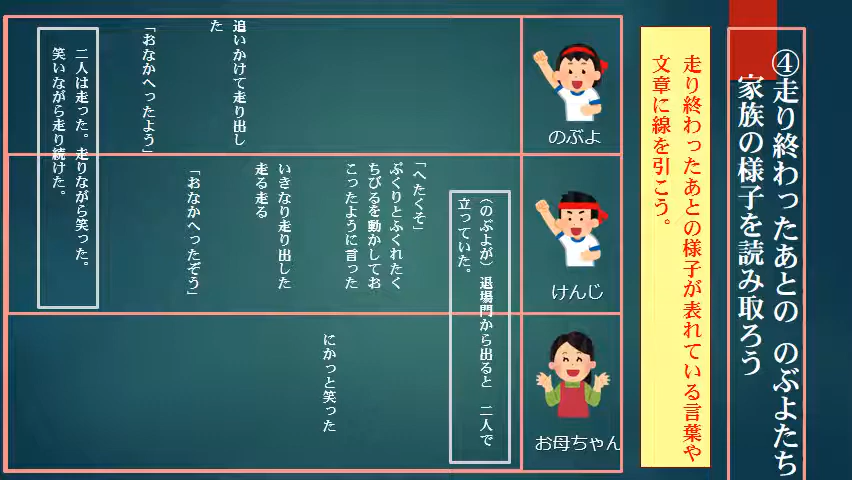 ④走り終わったあとの のぶよたち
家族の様子を読み取ろう
走り終わったあとの様子が表れている言葉や
文章に線を引こう。
のぶよ
けんじ
お母ちゃん
（のぶよが）退場門から出ると 二人で
立っていた。
「へたくそ」
ぷくりとふくれたく
ちびるを動かしてお
こったように言った
にかっと笑った
いきなり走り出した
走る走る
追いかけて走り出し
た
「おなかへったぞう」
「おなかへったよう」
二人は走った。走りながら笑った。
笑いながら走り続けた。